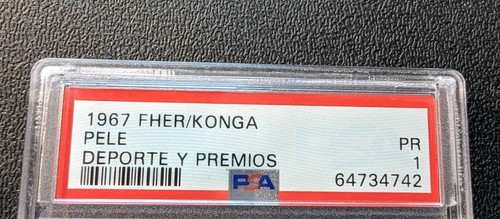 1967 FHER/KONGA
PELE PR
DEPORTE Y PREMIOS 1
PSA 64734742